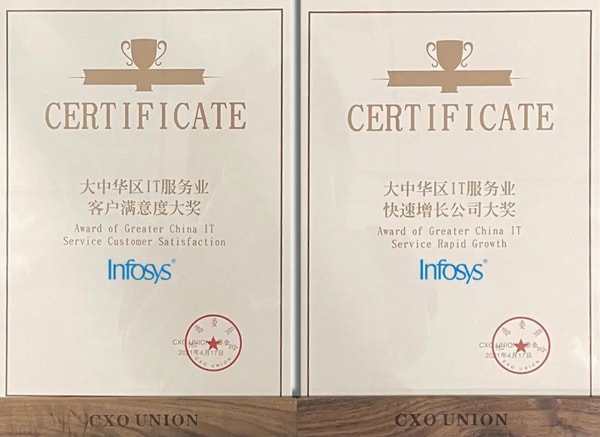 CERTIFICATE
大中华区IT服务业
客户满意度大奖
Award of Greater China IT
Service Customer Satisfaction
Infosys®
CXO UNION
2021年4月17日
CXO UNION
CXO UNION
CERTIFICATE
大中华区IT服务业
快速增长公司大奖
Award of Greater China IT
Service Rapid Growth
Infosys®
2021年4月17日
CXO UNION
CXO UNION